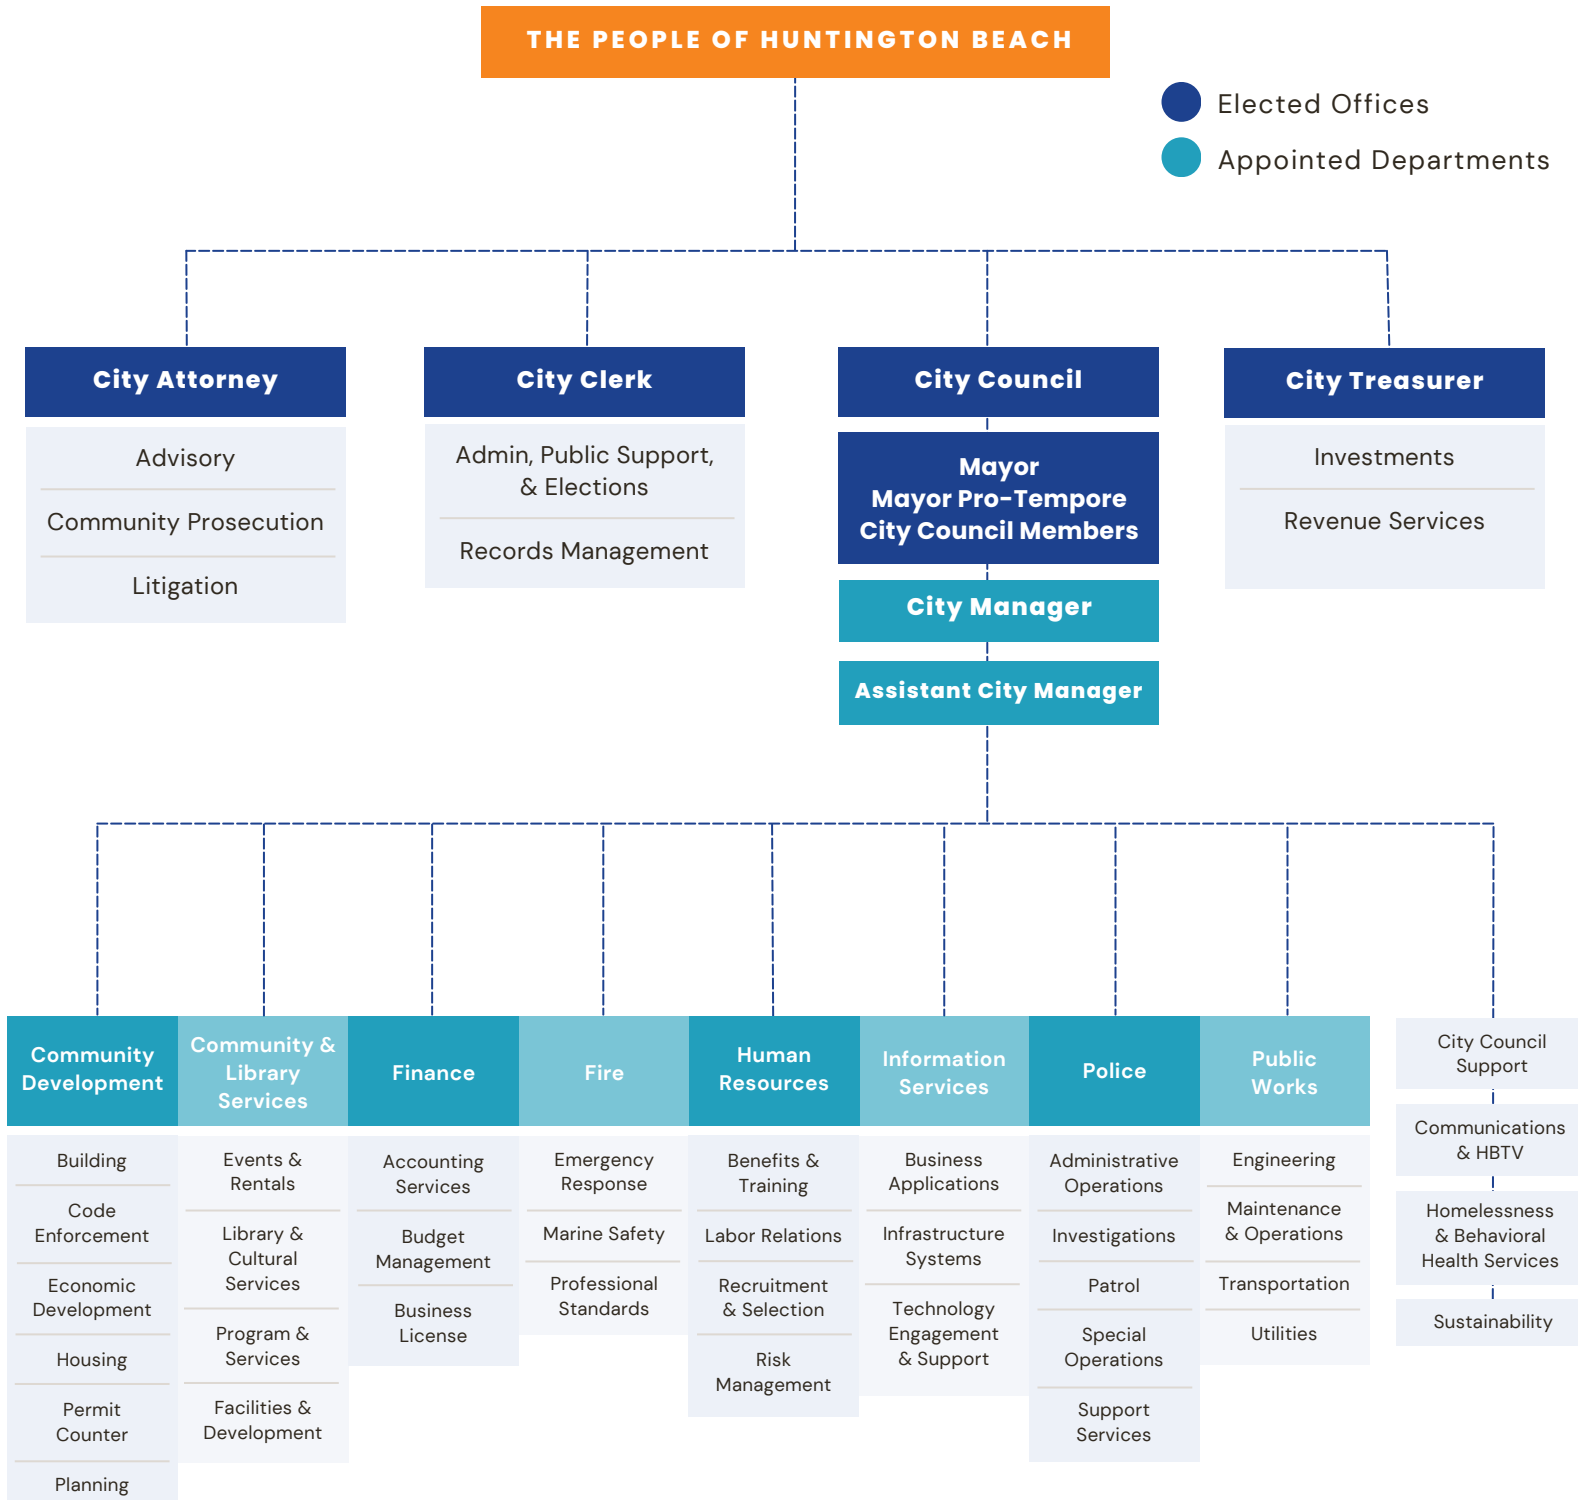 THE PEOPLE OF HUNTINGTON BEACH
Elected Offices
Appointed Departments
City Attorney
Advisory
Community Prosecution
Litigation
City Clerk
Admin, Public Support,
& Elections
Records Management
City Council
Mayor
Mayor Pro-Tempore
City Council Members
City Manager
Assistant City Manager
City Treasurer
Investments
Revenue Services
Community
Development
Building
Code
Enforcement
Economic
Development
Housing
Permit
Counter
Planning
Community &
Library
Services
Events &
Rentals
Library &
Cultural
Services
Program &
Services
Facilities &
Development
Finance
Accounting
Services
Budget
Management
Business
License
Fire
Emergency
Response
Marine Safety
Professional
Standards
Human
Resources
Benefits &
Training
Labor Relations
Recruitment
& Selection
Risk
Management
Information
Services
Business
Applications
Infrastructure
Systems
Technology
Engagement
& Support
Police
Administrative
Operations
Investigations
Patrol
Special
Operations
Support
Services
Public
Works
Engineering
Maintenance
& Operations
Transportation
Utilities
City Council
Support
Communications
& HBTV
Homelessness
& Behavioral
Health Services
Sustainability